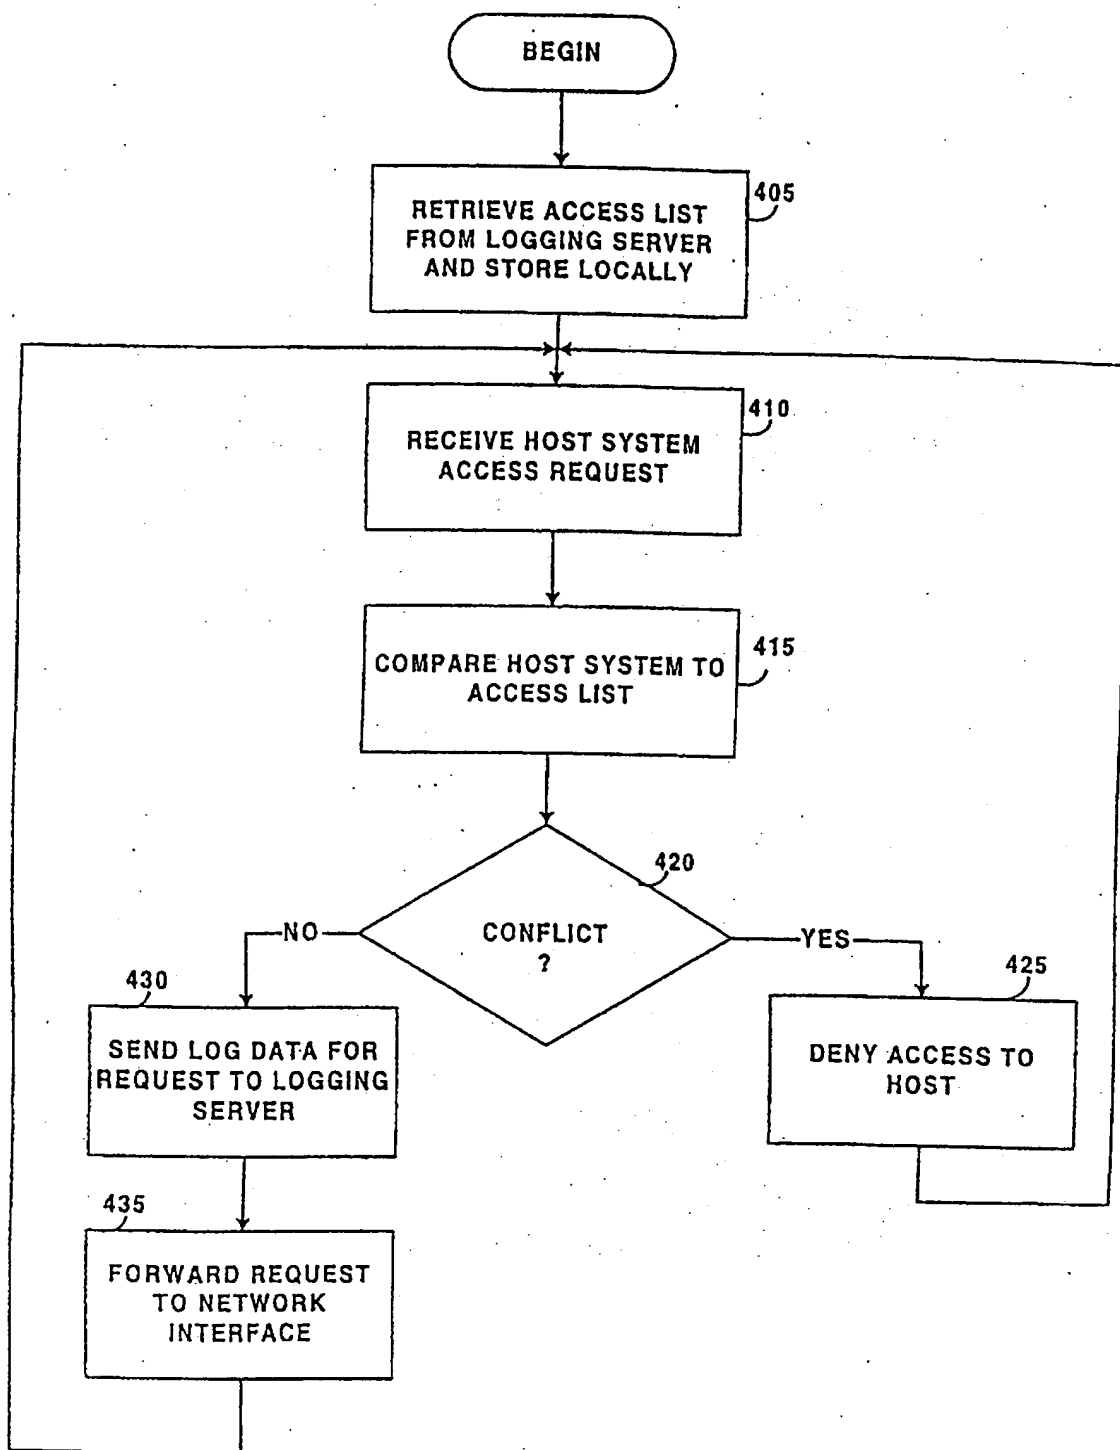 BEGIN
405
RETRIEVE ACCESS LIST
FROM LOGGING SERVER
AND STORE LOCALLY
410
RECEIVE HOST SYSTEM
ACCESS REQUEST
415
COMPARE HOST SYSTEM TO
ACCESS LIST
420
CONFLICT
?
NO
YES
430
SEND LOG DATA FOR
REQUEST TO LOGGING
SERVER
425
DENY ACCESS TO
HOST
435
FORWARD REQUEST
TO NETWORK
INTERFACE